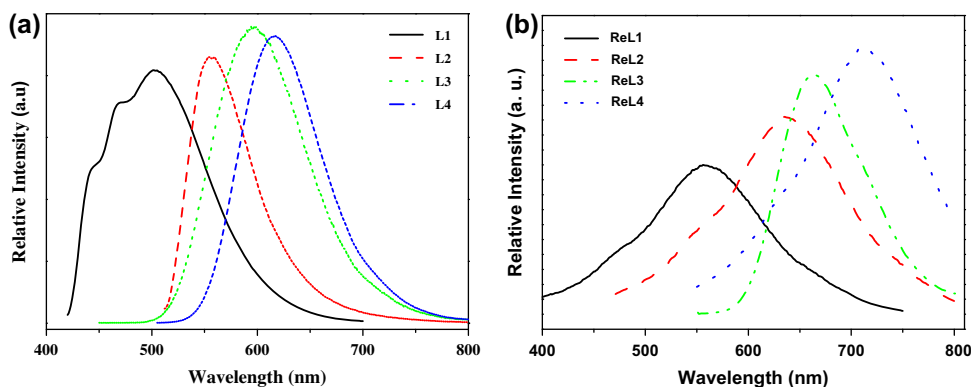 (a)
L1
L2
L3
L4
Relative Intensity (a.u)
400 500 600 700 800
Wavelength (nm)
(b)
ReL1
ReL2
ReL3
ReL4
Relative Intensity (a. u.)
400 500 600 700 800
Wavelength (nm)